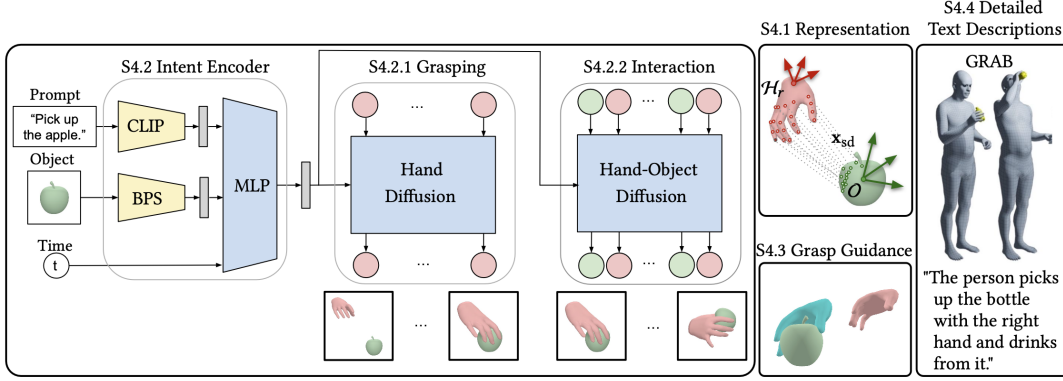 S4.2 Intent Encoder
Prompt
"Pick up
the apple."
CLIP
Object
BPS
MLP
Time
t
S4.2.1 Grasping
...
Hand
Diffusion
...
...
S4.2.2 Interaction
...
Hand-Object
Diffusion
...
...
S4.1 Representation
H_r
x_sd
O
S4.3 Grasp Guidance
S4.4 Detailed
Text Descriptions
GRAB
"The person picks
up the bottle
with the right
hand and drinks
from it."